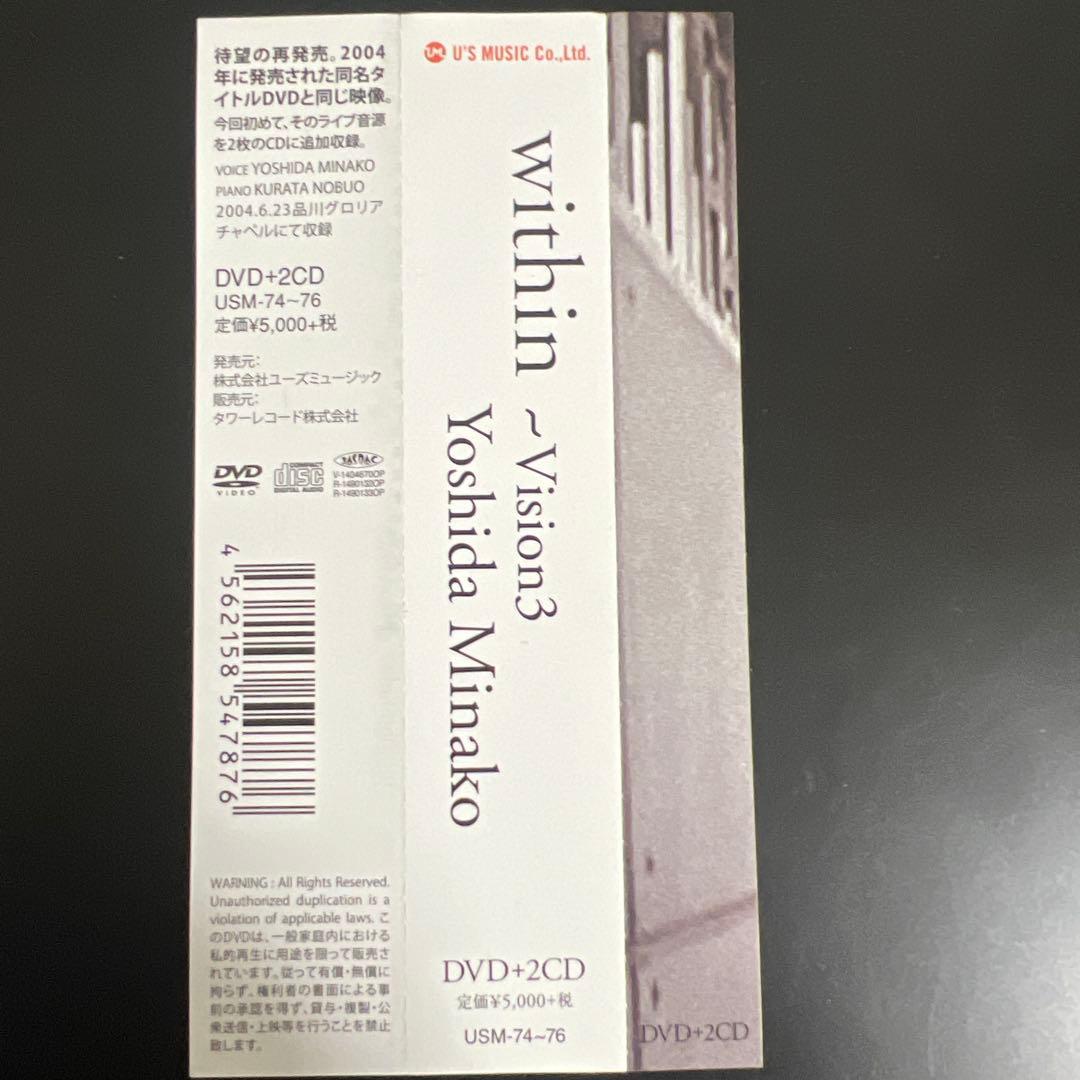 待望の再発売。2004
年に発売された同名タ
イトルDVDと同じ映像。
今回初めて、そのライブ音源
を2枚のCDに追加収録。
VOICE YOSHIDA MINAKO
PIANO KURATA NOBUO
2004.6.23品川グロリア
チャペルにて収録
DVD+2CD
USM-74~76
定価¥5,000+税
発売元:
株式会社ユーズミュージック
販売元:
タワーレコード株式会社
DVD
VIDEO
COMPACT
disc
DIGITAL AUDIO
JASRAC
V-1404670OP
R-1490132OP
R-1490133OP
4 562158 547876
WARNING : All Rights Reserved.
Unauthorized duplication is a
violation of applicable laws. こ
のDVDは、一般家庭内における
私的再生に用途を限って販売さ
れています。従って有償・無償に
拘らず、権利者の書面による事
前の承諾を得ず、貸与・複製・公
衆送信・上映等を行うことを禁止
致します。
UML U'S MUSIC Co.,Ltd.
within ~Vision3
Yoshida Minako
DVD+2CD
定価¥5,000+税
USM-74~76
DVD+2CD